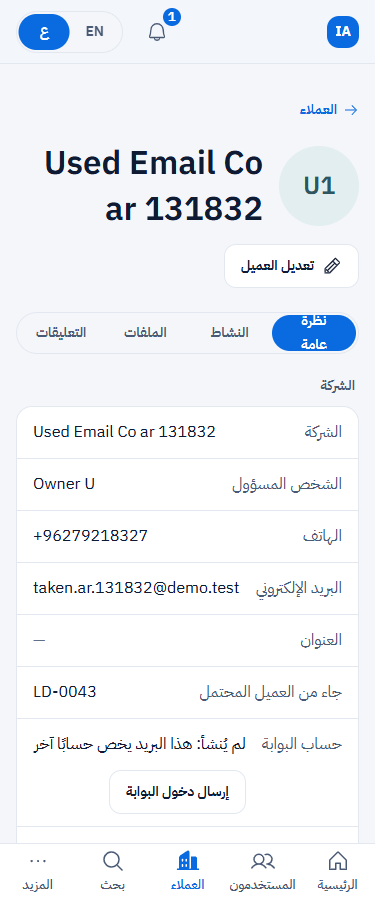 IA
1
EN
ع
العملاء
U1
Used Email Co
ar 131832
تعديل العميل
نظرة
عامة
النشاط
الملفات
التعليقات
الشركة
الشركة Used Email Co ar 131832
الشخص المسؤول Owner U
الهاتف +96279218327
البريد الإلكتروني taken.ar.131832@demo.test
العنوان —
جاء من العميل المحتمل LD-0043
حساب البوابة لم يُنشأ: هذا البريد يخص حسابًا آخر
إرسال دخول البوابة
الرئيسية
المستخدمون
العملاء
بحث
المزيد